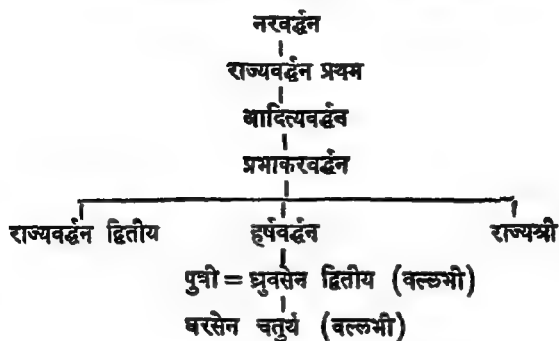 नरवर्द्धन
राज्यवर्द्धन प्रथम
आदित्यवर्द्धन
प्रभाकरवर्द्धन
राज्यवर्द्धन द्वितीय हर्षवर्द्धन राज्यश्री
पुत्री = ध्रुवसेन द्वितीय (वल्लभी)
धरसेन चतुर्थ (वल्लभी)